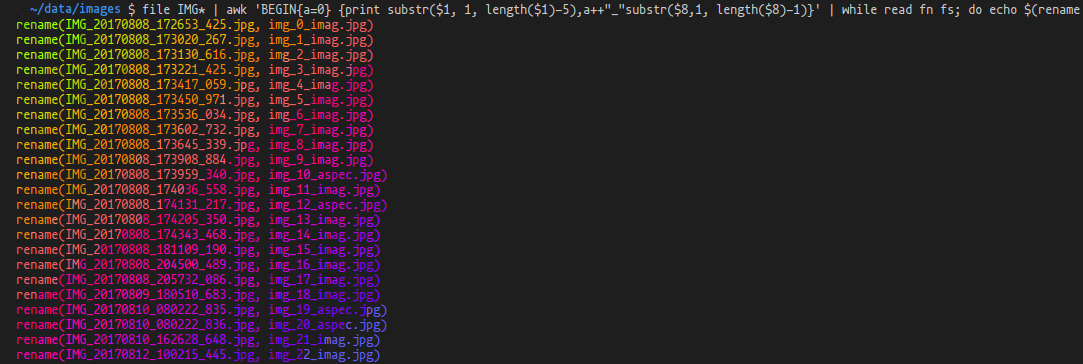 ~/data/images $ file IMG* | awk 'BEGIN{a=0} {print substr($1, 1, length($1)-5),a++"_"substr($8,1, length($8)-1)}' | while read fn fs; do echo $(rename
rename(IMG_20170808_172653_425.jpg, img_0_imag.jpg)
rename(IMG_20170808_173020_267.jpg, img_1_imag.jpg)
rename(IMG_20170808_173130_616.jpg, img_2_imag.jpg)
rename(IMG_20170808_173221_425.jpg, img_3_imag.jpg)
rename(IMG_20170808_173417_059.jpg, img_4_imag.jpg)
rename(IMG_20170808_173450_971.jpg, img_5_imag.jpg)
rename(IMG_20170808_173536_034.jpg, img_6_imag.jpg)
rename(IMG_20170808_173602_732.jpg, img_7_imag.jpg)
rename(IMG_20170808_173645_339.jpg, img_8_imag.jpg)
rename(IMG_20170808_173908_884.jpg, img_9_imag.jpg)
rename(IMG_20170808_173959_340.jpg, img_10_aspec.jpg)
rename(IMG_20170808_174036_558.jpg, img_11_imag.jpg)
rename(IMG_20170808_174131_217.jpg, img_12_aspec.jpg)
rename(IMG_20170808_174205_350.jpg, img_13_imag.jpg)
rename(IMG_20170808_174343_468.jpg, img_14_imag.jpg)
rename(IMG_20170808_181109_190.jpg, img_15_imag.jpg)
rename(IMG_20170808_204500_489.jpg, img_16_imag.jpg)
rename(IMG_20170808_205732_086.jpg, img_17_imag.jpg)
rename(IMG_20170809_180510_683.jpg, img_18_imag.jpg)
rename(IMG_20170810_080222_835.jpg, img_19_aspec.jpg)
rename(IMG_20170810_080222_836.jpg, img_20_aspec.jpg)
rename(IMG_20170810_162628_648.jpg, img_21_imag.jpg)
rename(IMG_20170812_100215_445.jpg, img_22_imag.jpg)